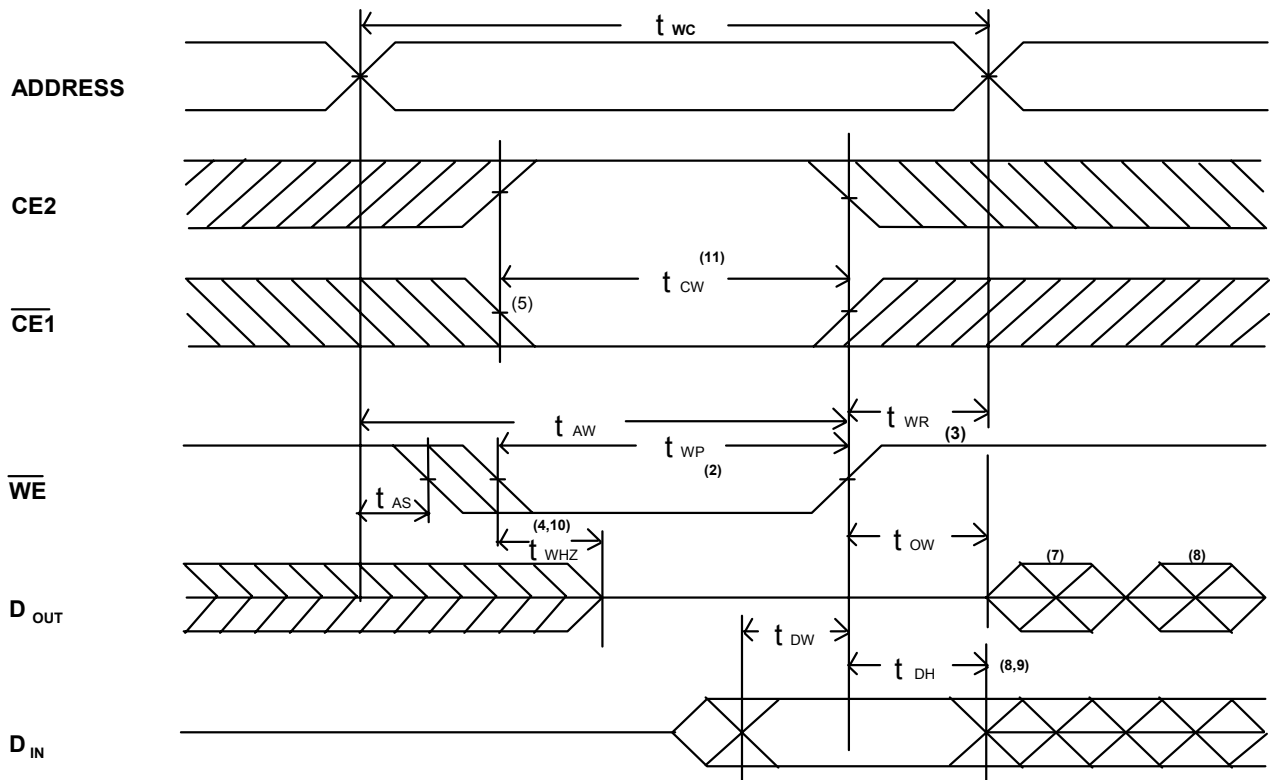 t WC
ADDRESS
CE2
(11)
t CW
(5)
CE1
t WR
t AW
(3)
t WP
(2)
WE
t AS
(4,10)
t WHZ
t OW
(7)
(8)
D OUT
t DW
t DH
(8,9)
D IN